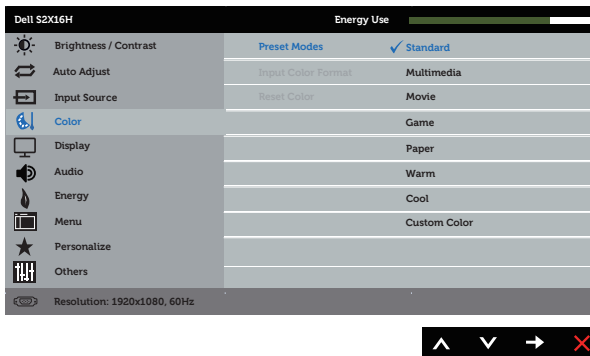 Dell S2X16H Energy Use
Brightness / Contrast Preset Modes Standard
Auto Adjust Input Color Format Multimedia
Input Source Reset Color Movie
Color Game
Display Paper
Audio Warm
Energy Cool
Menu Custom Color
Personalize
Others
Resolution: 1920x1080, 60Hz